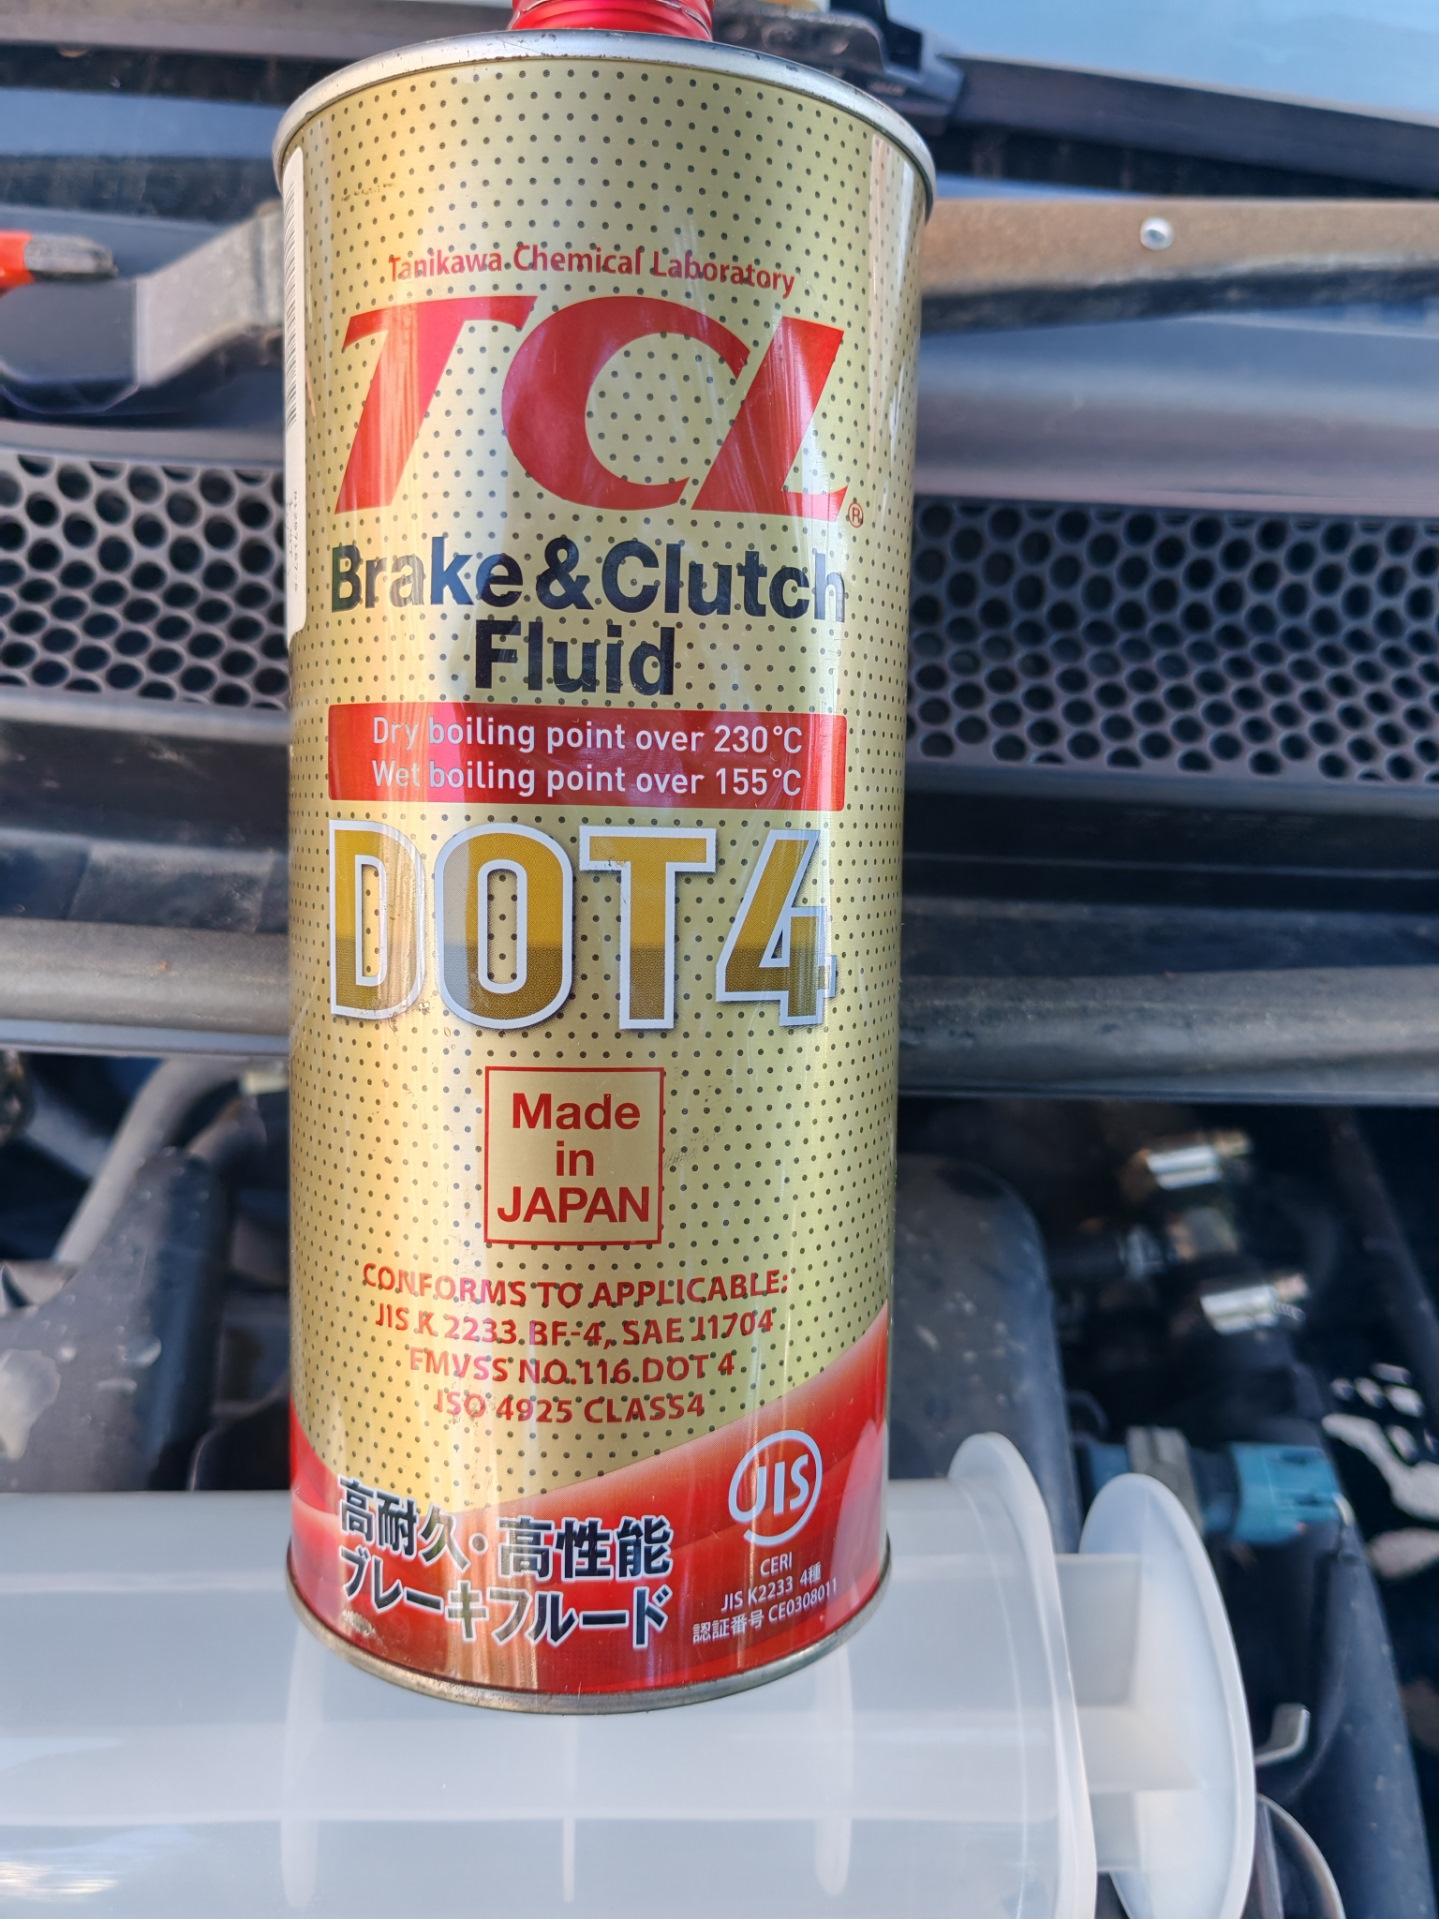 Tanikawa Chemical Laboratory
TCL®
Brake & Clutch
Fluid
Dry boiling point over 230°C
Wet boiling point over 155°C
DOT4
Made
in
JAPAN
CONFORMS TO APPLICABLE:
JIS K 2233 BF-4, SAE J1704
FMVSS NO.116 DOT 4
ISO 4925 CLASS4
高耐久・高性能
ブレーキフルード
JIS
CERI
JIS K2233 4種
認証番号 CE0308011